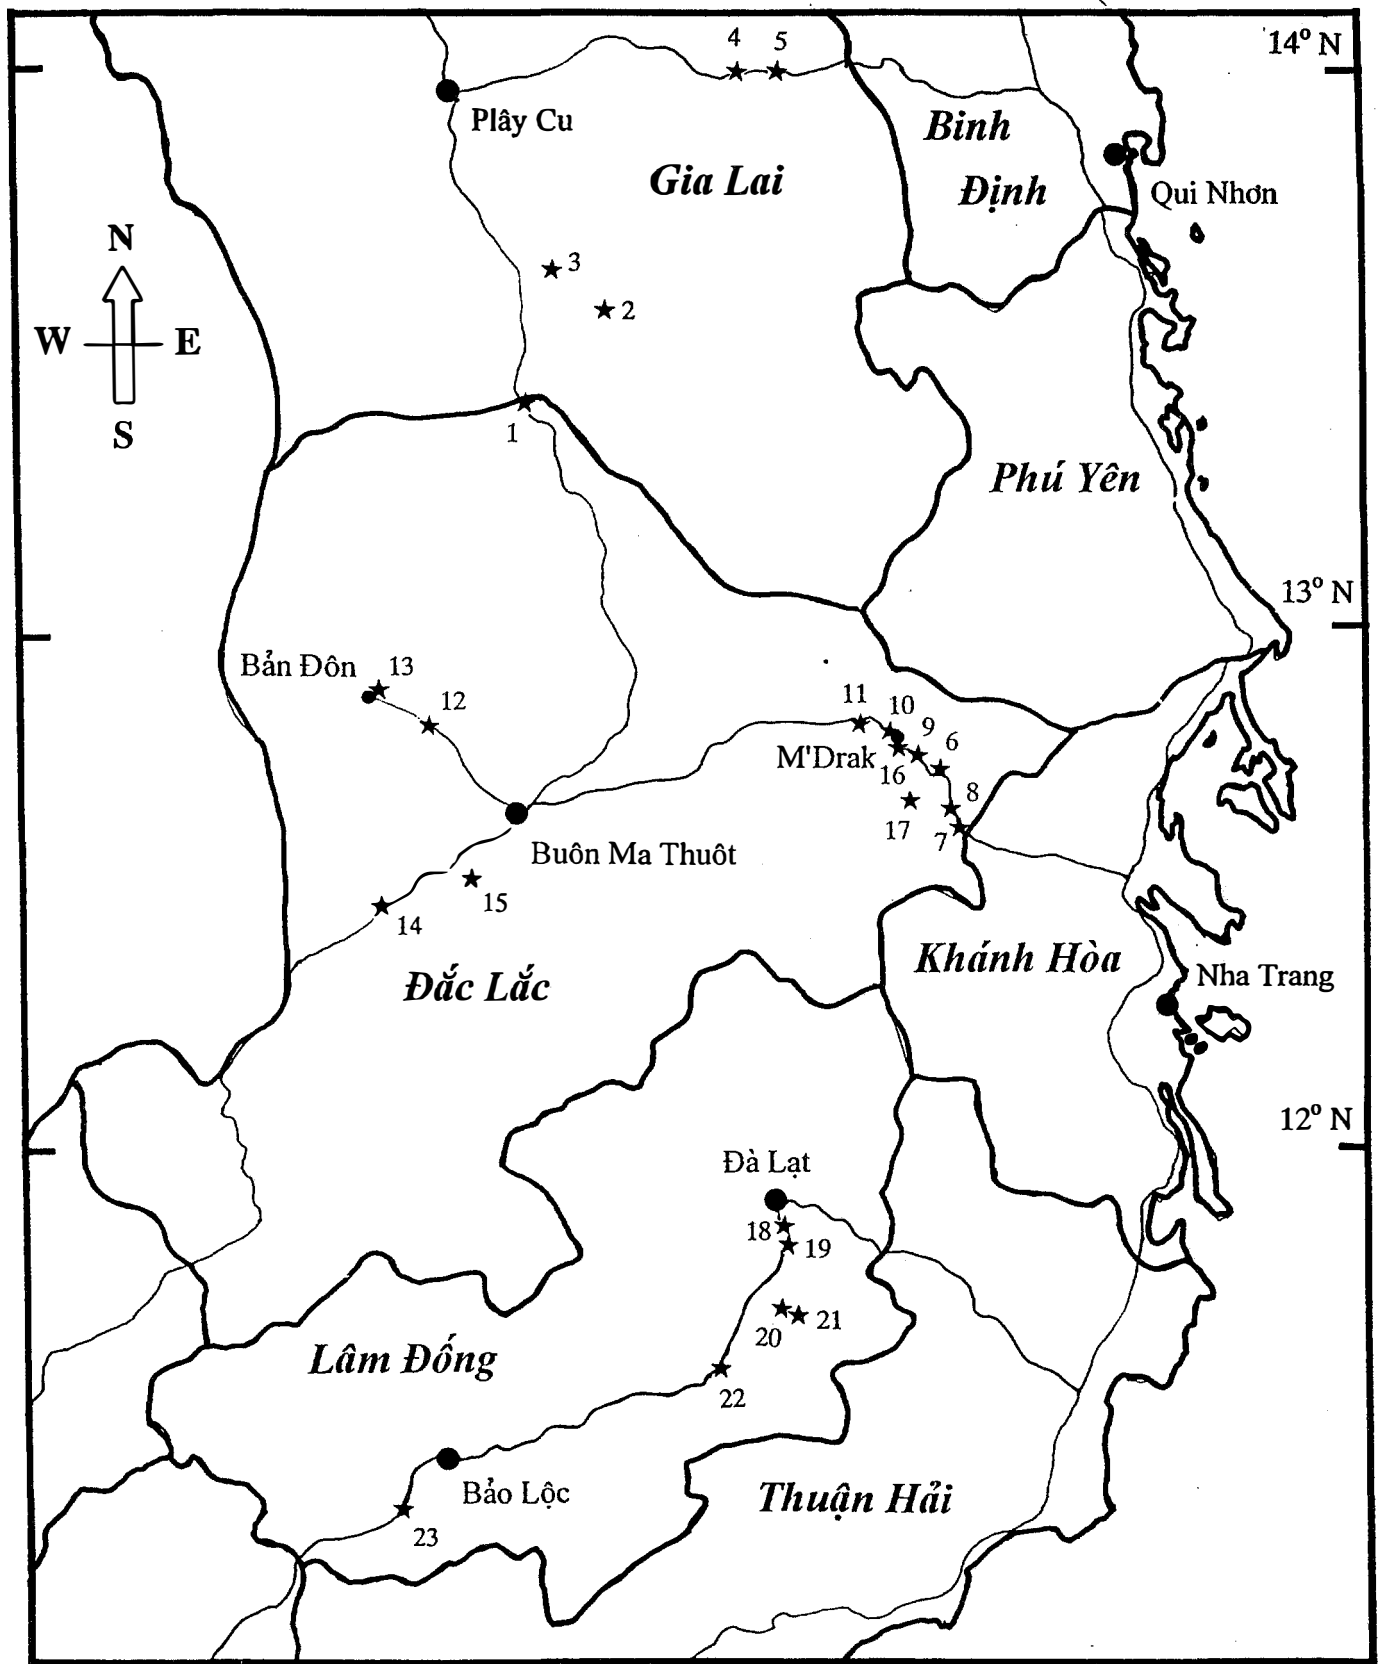 4 5
14° N
Plây Cu
Binh
Định
Gia Lai
Qui Nhơn
N
W E
S
3
2
1
Phú Yên
13° N
Bản Đôn
13
12
11
10
9
6
M'Drak
16
8
17
7
Buôn Ma Thuôt
15
14
Đắc Lắc
Khánh Hòa
Nha Trang
12° N
Đà Lạt
18
19
20
21
Lâm Đống
22
Bảo Lộc
Thuận Hải
23